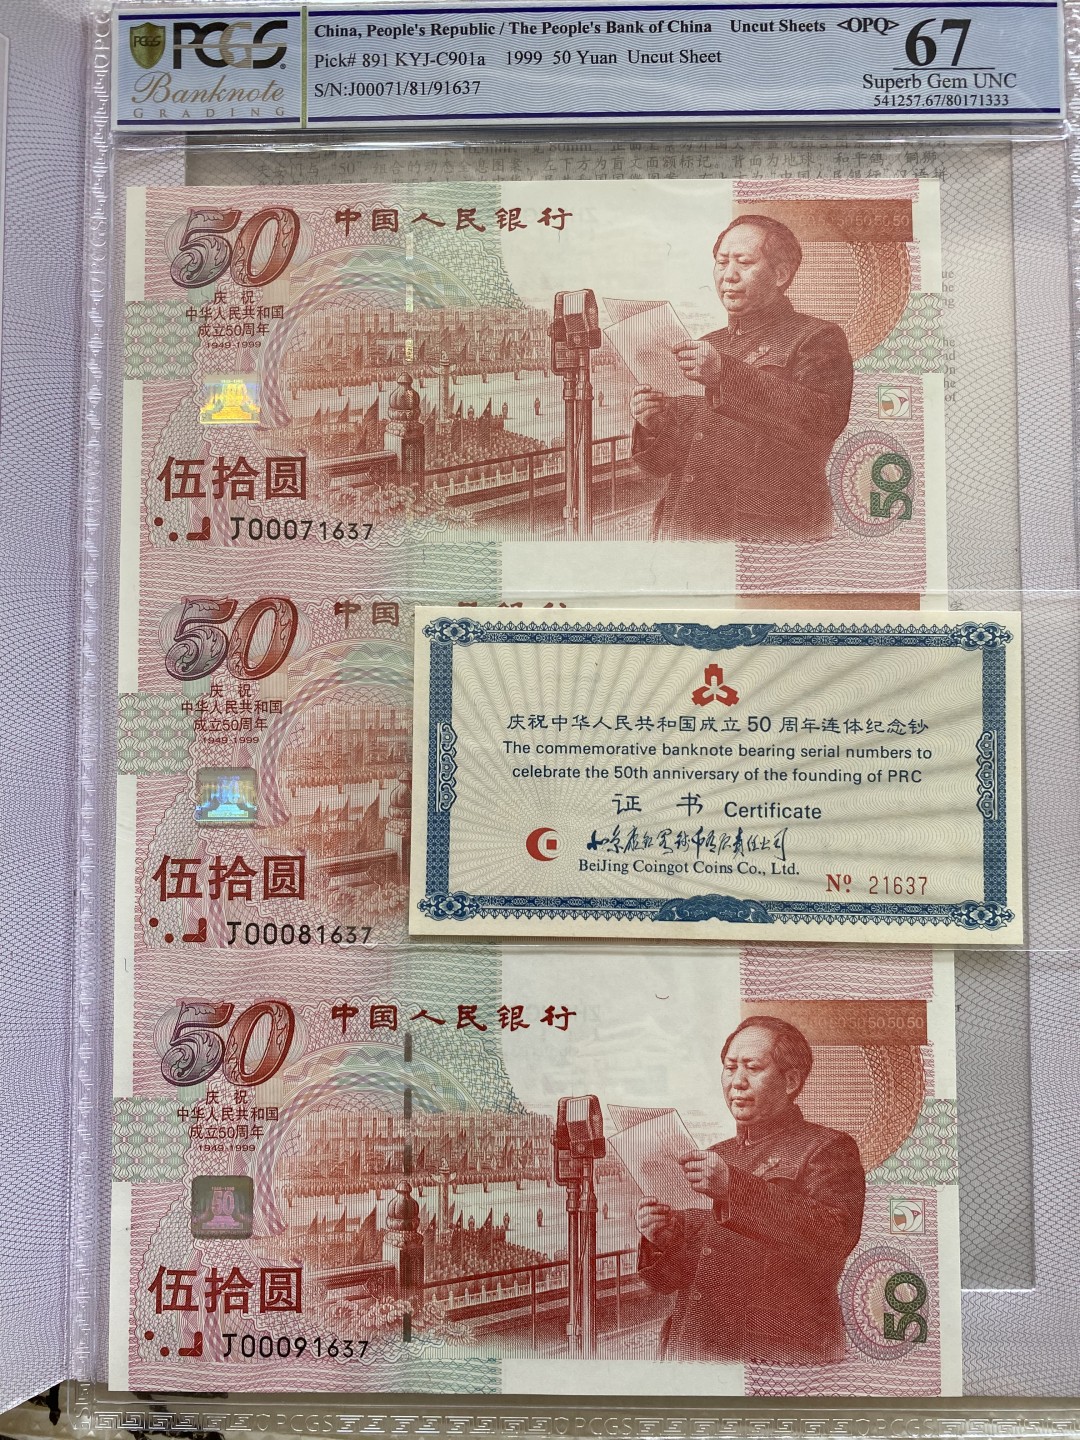 PCGS
Banknote
GRADING
China, People's Republic / The People's Bank of China Uncut Sheets <OPQ>
Pick# 891 KYJ-C901a 1999 50 Yuan Uncut Sheet
S/N:J00071/81/91637
67
Superb Gem UNC
541257.67/80171333
50
中国人民银行
庆祝
中华人民共和国
成立50周年
1949-1999
伍拾圆
J00071637
50
50
中国
庆祝
中华人民共和国
成立50周年
1949-1999
伍拾圆
J00081637
庆祝中华人民共和国成立 50 周年连体纪念钞
The commemorative banknote bearing serial numbers to
celebrate the 50th anniversary of the founding of PRC
证书 Certificate
BeiJing Coingot Coins Co., Ltd.
Nº 21637
50
中国人民银行
庆祝
中华人民共和国
成立50周年
1949-1999
伍拾圆
J00091637
50